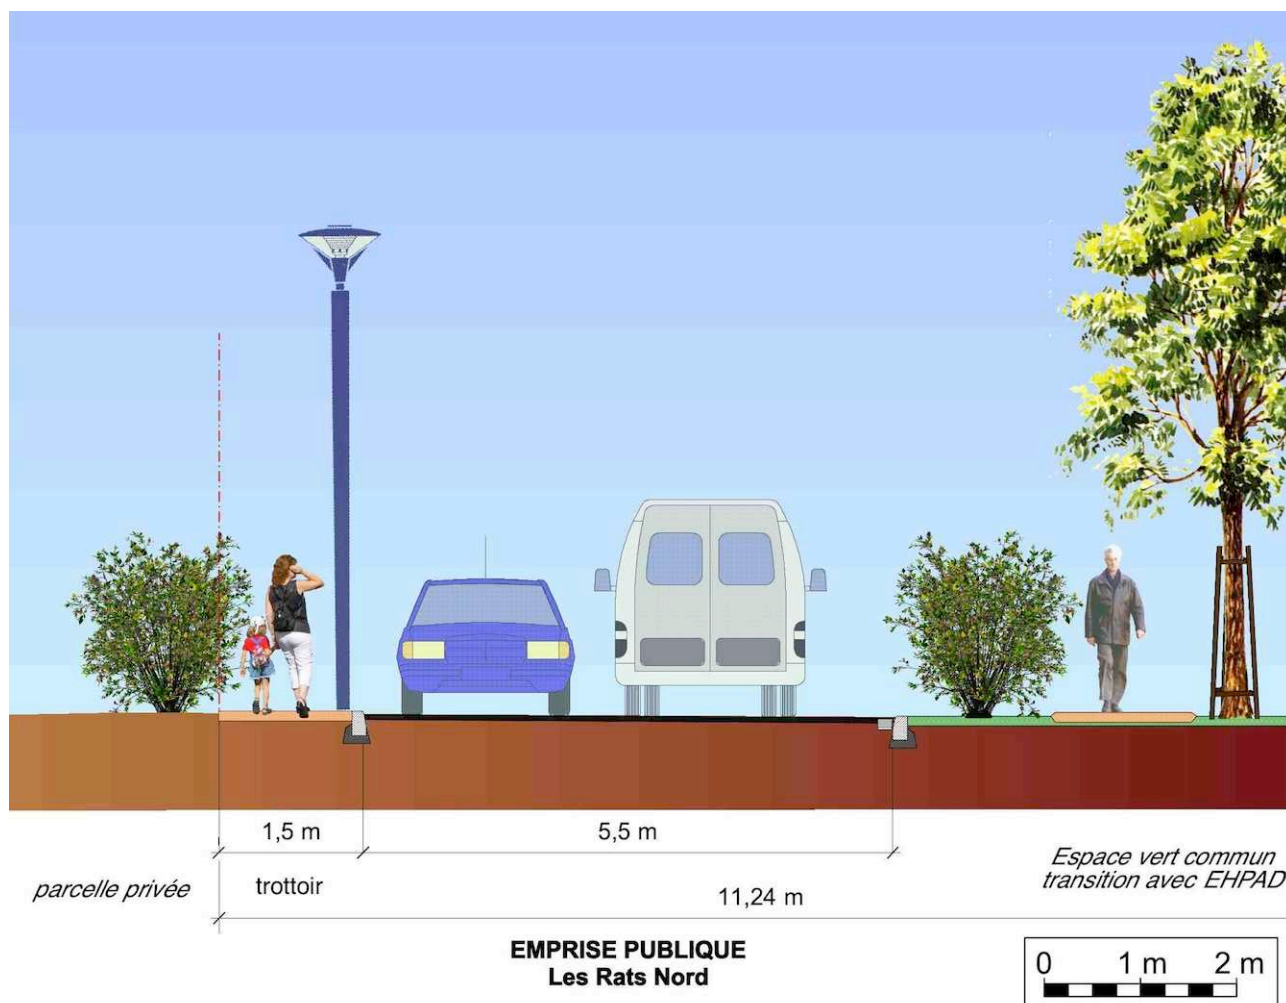 1,5 m
5,5 m
parcelle privée
trottoir
Espace vert commun
transition avec EHPAD
11,24 m
EMPRISE PUBLIQUE
Les Rats Nord
0 1 m 2 m